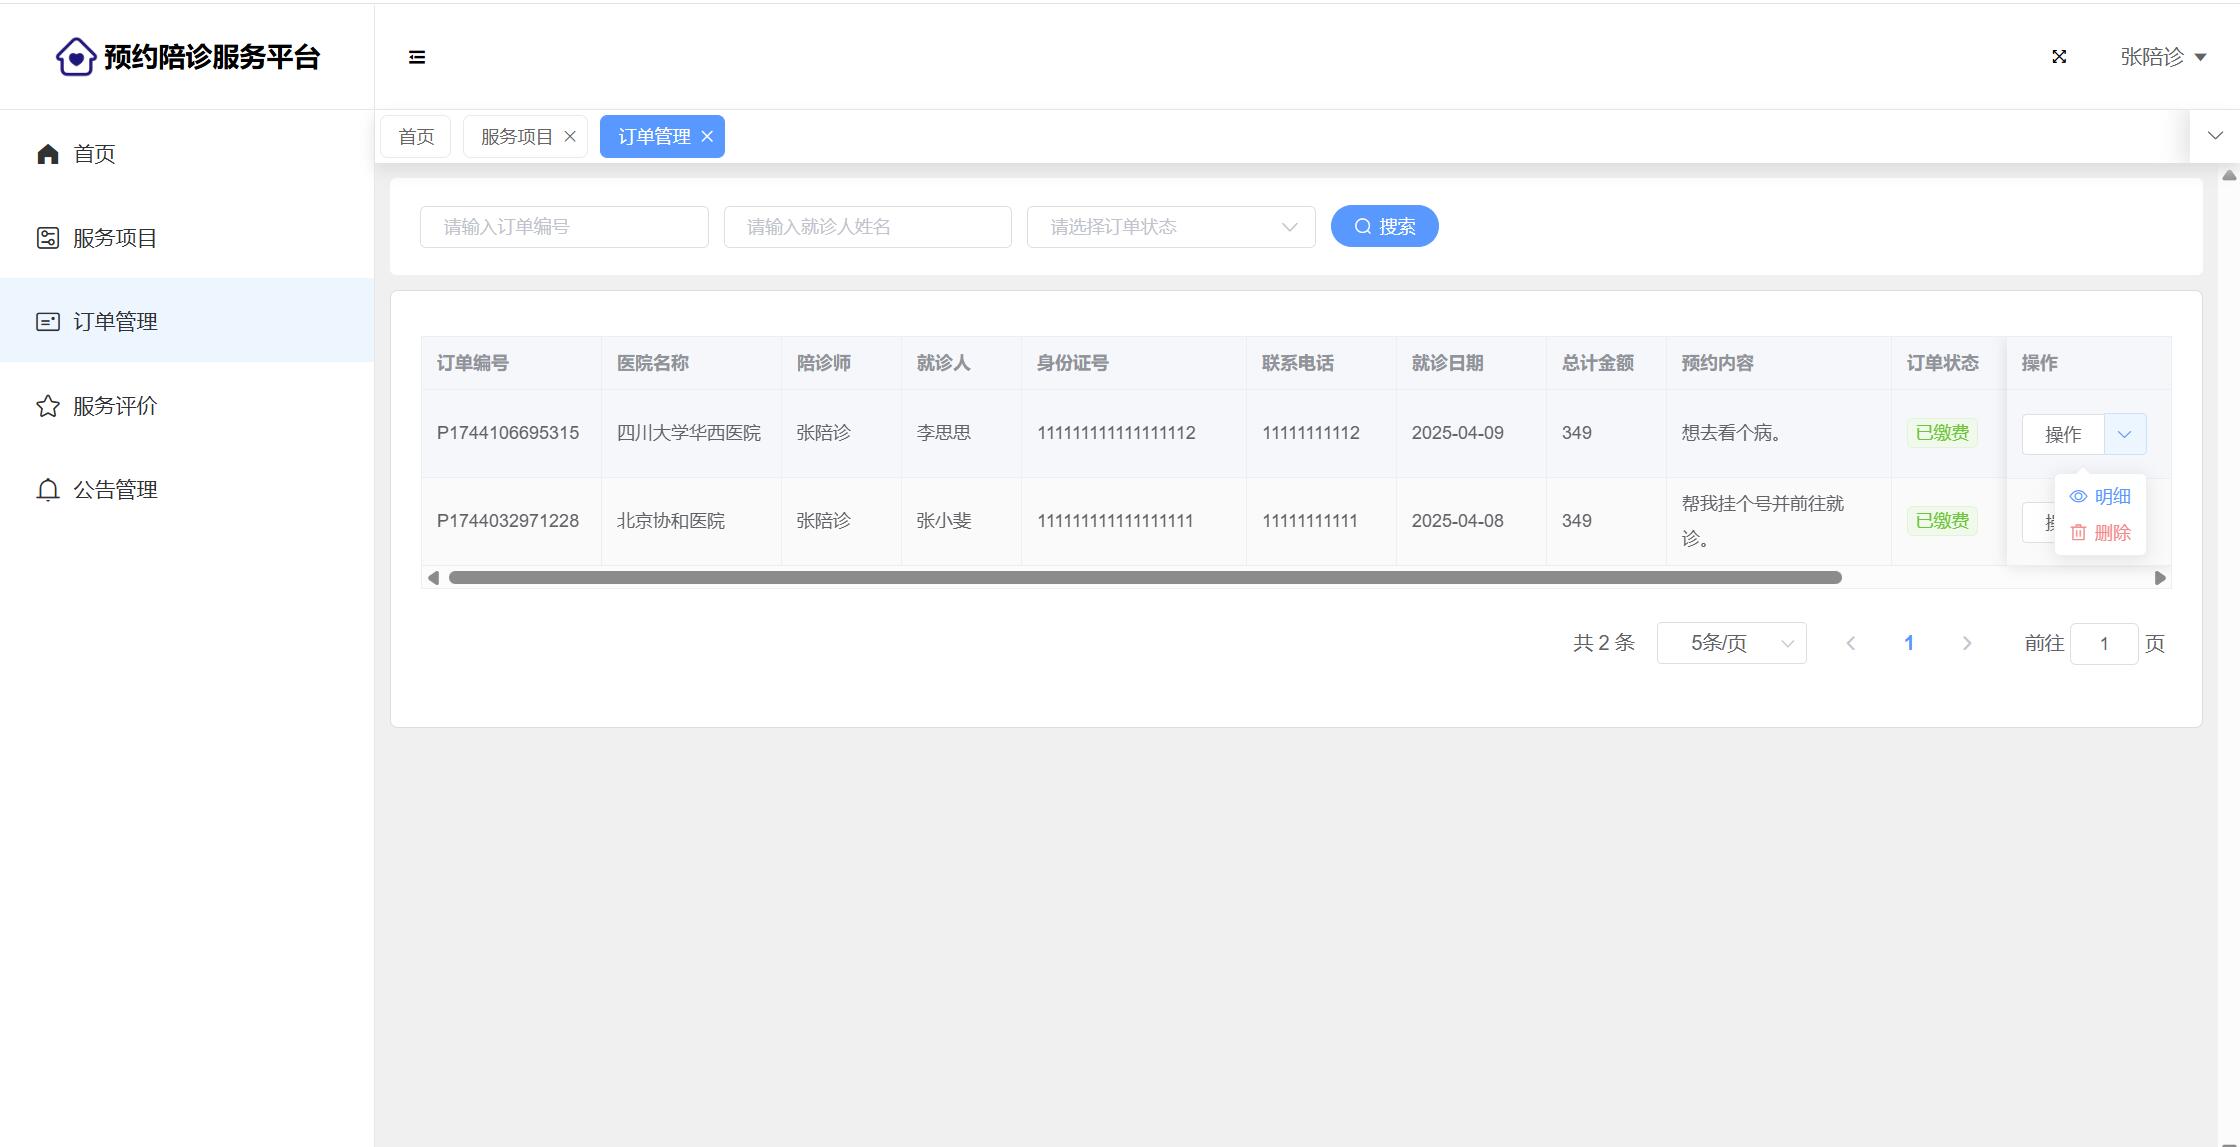 预约陪诊服务平台
张陪诊
首页
服务项目
订单管理
服务评价
公告管理
首页
服务项目
订单管理
请输入订单编号
请输入就诊人姓名
请选择订单状态
搜索
订单编号 医院名称 陪诊师 就诊人 身份证号 联系电话 就诊日期 总计金额 预约内容 订单状态 操作
P1744106695315 四川大学华西医院 张陪诊 李思思 111111111111111112 11111111112 2025-04-09 349 想去看个病。 已缴费 操作
明细
删除
P1744032971228 北京协和医院 张陪诊 张小斐 111111111111111111 11111111111 2025-04-08 349 帮我挂个号并前往就
诊。 已缴费
共 2 条 5条/页 1 前往 1 页